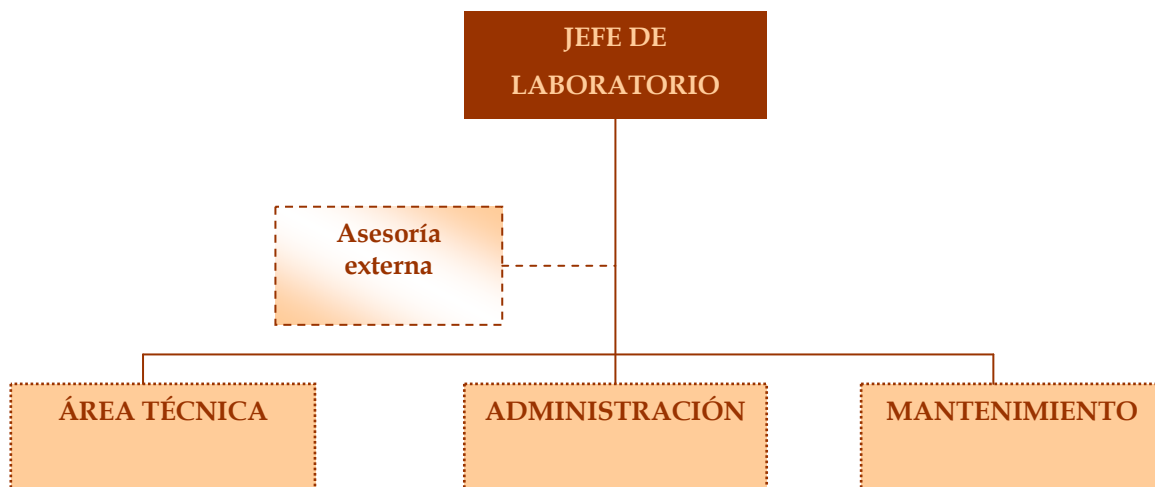 JEFE DE
LABORATORIO
Asesoría
externa
ÁREA TÉCNICA
ADMINISTRACIÓN
MANTENIMIENTO